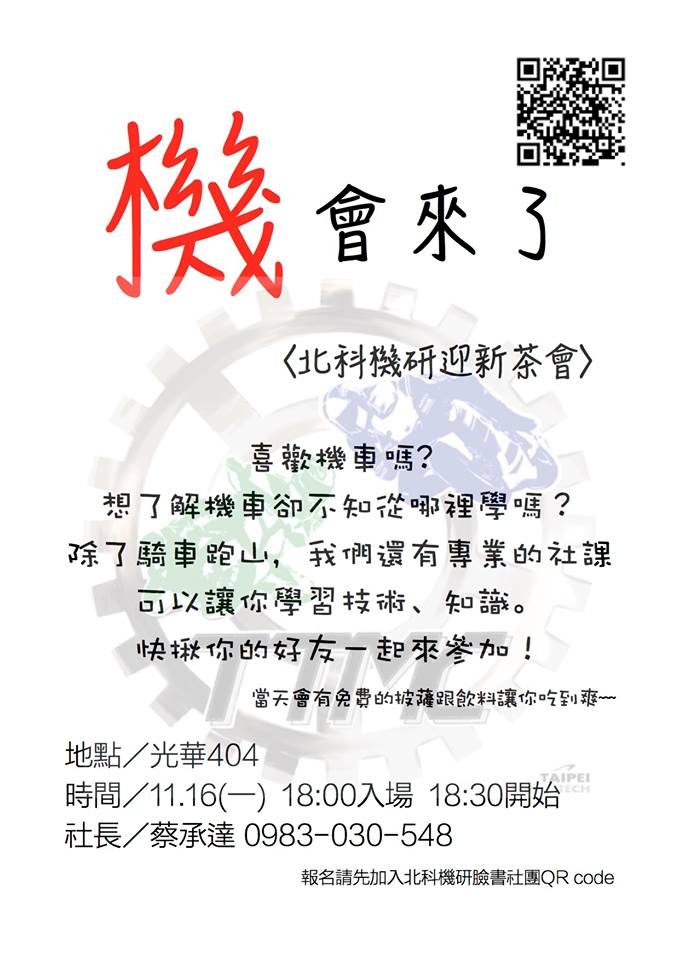 機會來了
〈北科機研迎新茶會〉
喜歡機車嗎?
想了解機車卻不知從哪裡學嗎？
除了騎車跑山，我們還有專業的社課
可以讓你學習技術、知識。
快揪你的好友一起來參加！
當天會有免費的披薩跟飲料讓你吃到爽~~
TTMC
地點／光華404
TAIPEI
TECH
時間／11.16(一) 18:00入場 18:30開始
社長／蔡承達 0983-030-548
報名請先加入北科機研臉書社團QR code